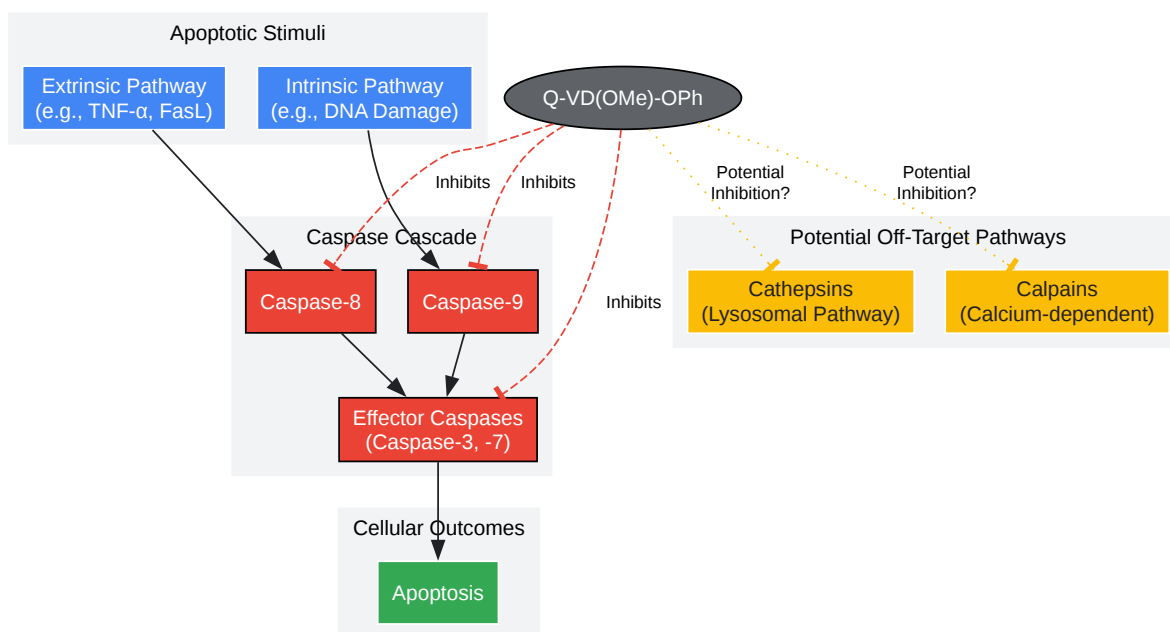 Apoptotic Stimuli
Extrinsic Pathway
(e.g., TNF-α, FasL)
Intrinsic Pathway
(e.g., DNA Damage)
Q-VD(OMe)-OPh
Inhibits
Inhibits
Potential
Inhibition?
Potential
Inhibition?
Caspase Cascade
Potential Off-Target Pathways
Caspase-8
Caspase-9
Inhibits
Cathepsins
(Lysosomal Pathway)
Calpains
(Calcium-dependent)
Effector Caspases
(Caspase-3, -7)
Cellular Outcomes
Apoptosis